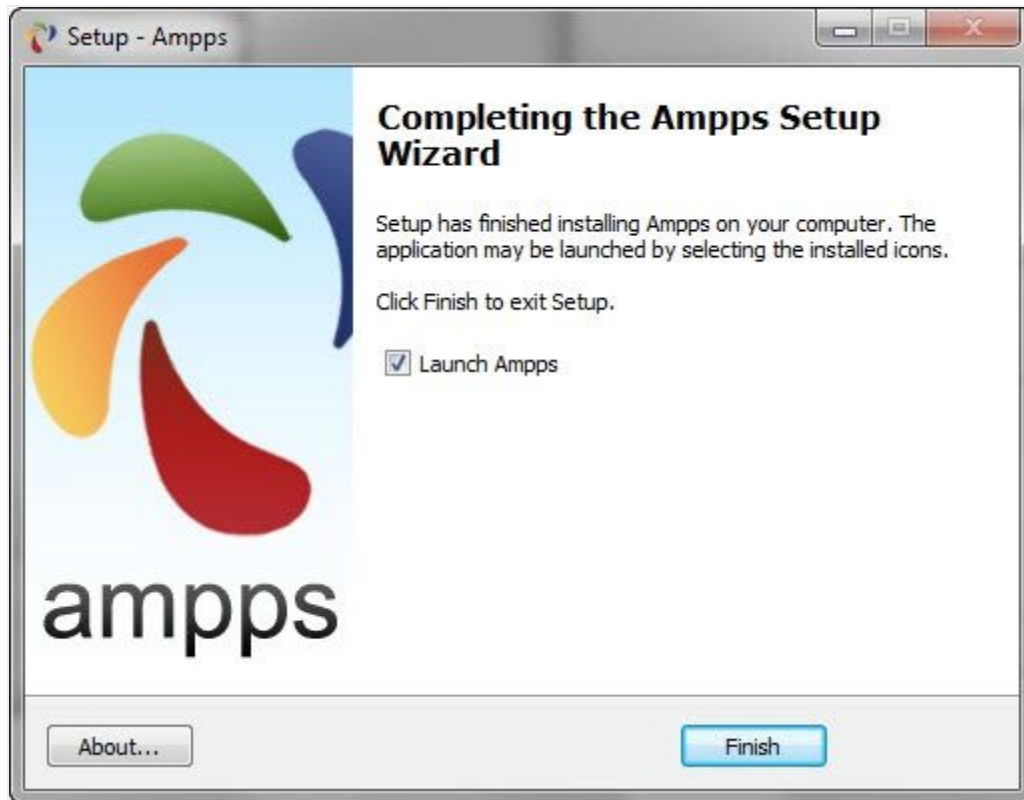 Setup - Ampps
Completing the Ampps Setup
Wizard
Setup has finished installing Ampps on your computer. The
application may be launched by selecting the installed icons.
Click Finish to exit Setup.
Launch Ampps
ampps
About...
Finish